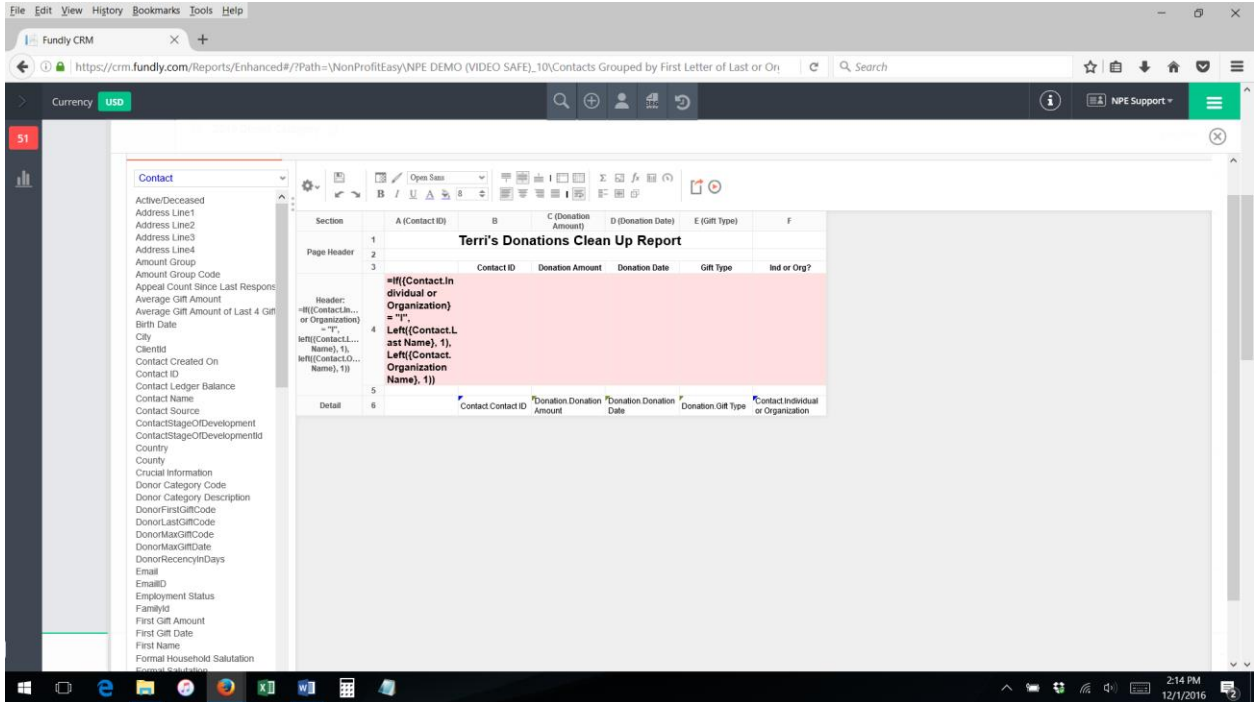 File Edit View History Bookmarks Tools Help
Fundly CRM
https://crm.fundly.com/Reports/Enhanced#/?Path=\NonProfitEasy\NPE DEMO (VIDEO SAFE)_10\Contacts Grouped by First Letter of Last or Or
Search
Currency USD
NPE Support
51
Contact
Open Sans
B I U A 8
Active/Deceased
Address Line1
Address Line2
Address Line3
Address Line4
Amount Group
Amount Group Code
Appeal Count Since Last Respons
Average Gift Amount
Average Gift Amount of Last 4 Gift
Birth Date
City
ClientId
Contact Created On
Contact ID
Contact Ledger Balance
Contact Name
Contact Source
ContactStageOfDevelopment
ContactStageOfDevelopmentId
Country
County
Crucial Information
Donor Category Code
Donor Category Description
DonorFirstGiftCode
DonorLastGiftCode
DonorMaxGiftCode
DonorMaxGiftDate
DonorRecencyInDays
Email
EmailID
Employment Status
FamilyId
First Gift Amount
First Gift Date
First Name
Formal Household Salutation
Formal Salutation
Section A (Contact ID) B C (Donation Amount) D (Donation Date) E (Gift Type) F
Page Header
1 Terri's Donations Clean Up Report
2
3 Contact ID Donation Amount Donation Date Gift Type Ind or Org?
Header:
=If({Contact.In...
or Organization}
= "I",
left({Contact.L...
Name}, 1),
left({Contact.O...
Name}, 1))
4
=If({Contact.In
dividual or
Organization}
= "I",
Left({Contact.L
ast Name}, 1),
Left({Contact.
Organization
Name}, 1))
5
Detail 6 Contact.Contact ID Donation.Donation Amount Donation.Donation Date Donation.Gift Type Contact.Individual or Organization
2:14 PM
12/1/2016
2